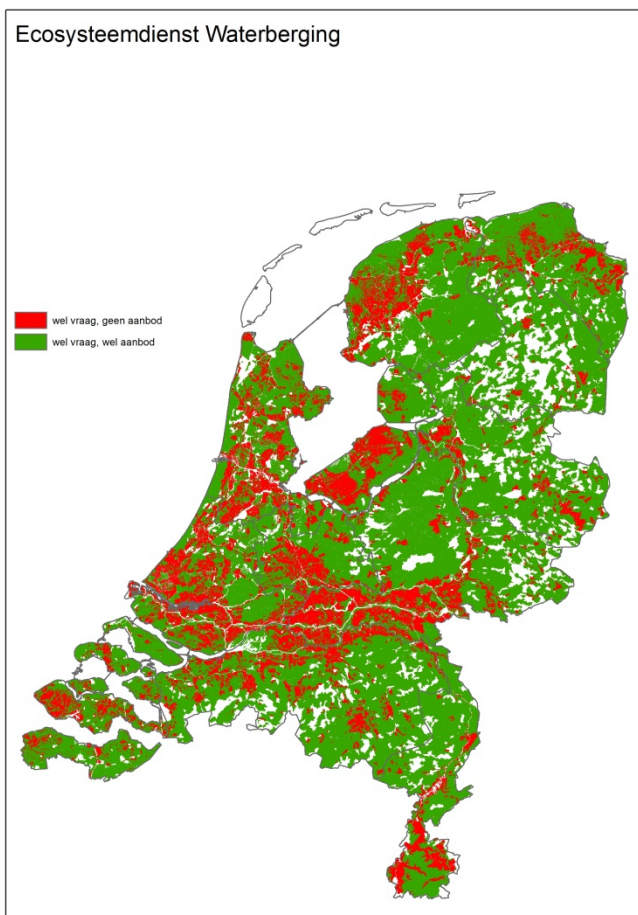 Ecosysteemdienst Waterberging
wel vraag, geen aanbod
wel vraag, wel aanbod